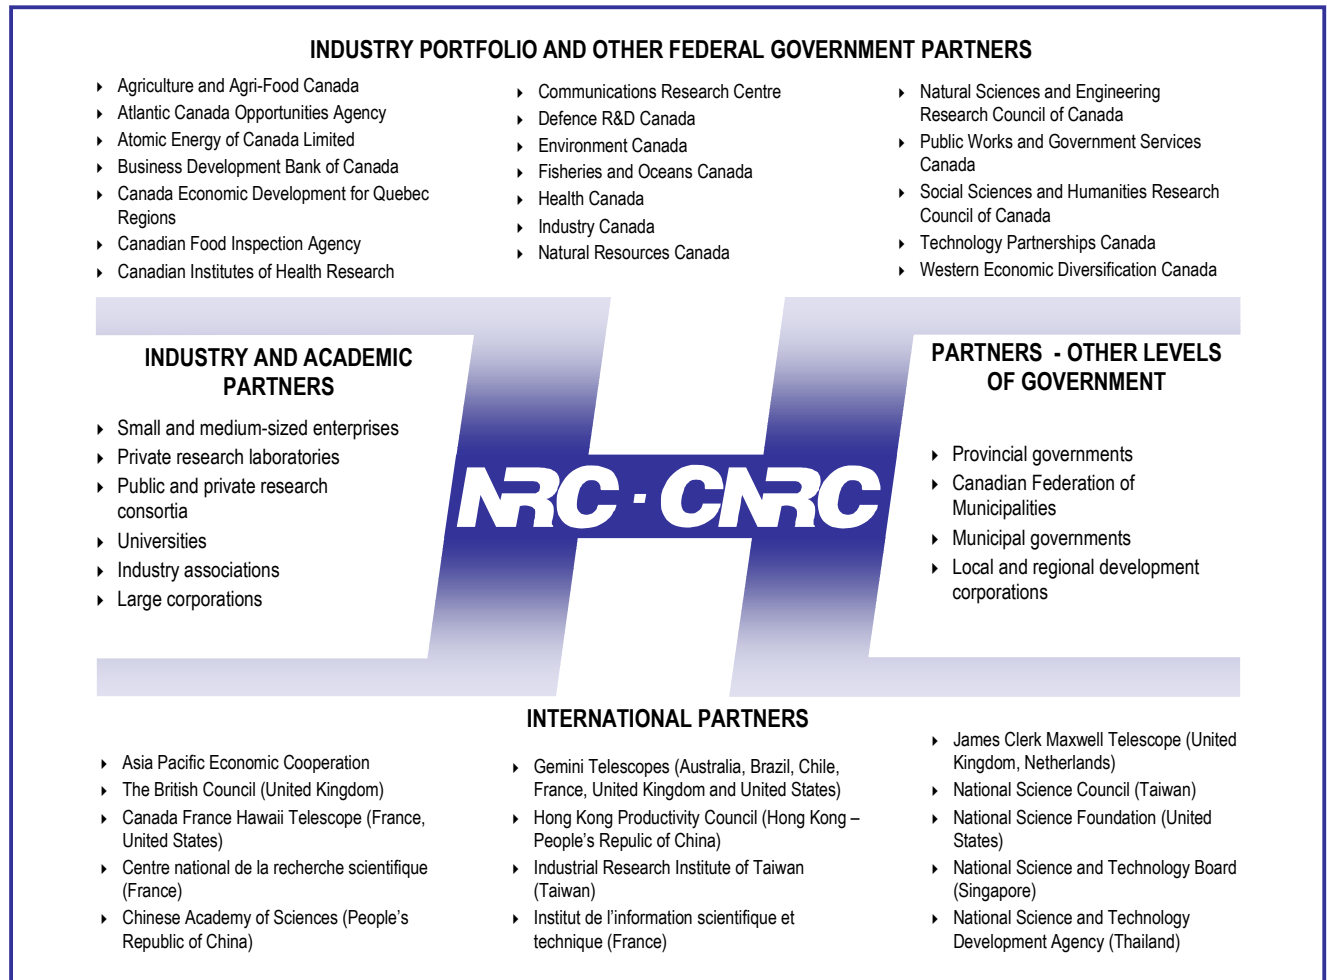 INDUSTRY PORTFOLIO AND OTHER FEDERAL GOVERNMENT PARTNERS
Agriculture and Agri-Food Canada
Atlantic Canada Opportunities Agency
Atomic Energy of Canada Limited
Business Development Bank of Canada
Canada Economic Development for Quebec
Regions
Canadian Food Inspection Agency
Canadian Institutes of Health Research
Communications Research Centre
Defence R&D Canada
Environment Canada
Fisheries and Oceans Canada
Health Canada
Industry Canada
Natural Resources Canada
Natural Sciences and Engineering
Research Council of Canada
Public Works and Government Services
Canada
Social Sciences and Humanities Research
Council of Canada
Technology Partnerships Canada
Western Economic Diversification Canada
INDUSTRY AND ACADEMIC
PARTNERS
Small and medium-sized enterprises
Private research laboratories
Public and private research
consortia
Universities
Industry associations
Large corporations
NRC · CNRC
PARTNERS - OTHER LEVELS
OF GOVERNMENT
Provincial governments
Canadian Federation of
Municipalities
Municipal governments
Local and regional development
corporations
INTERNATIONAL PARTNERS
Asia Pacific Economic Cooperation
The British Council (United Kingdom)
Canada France Hawaii Telescope (France,
United States)
Centre national de la recherche scientifique
(France)
Chinese Academy of Sciences (People's
Republic of China)
Gemini Telescopes (Australia, Brazil, Chile,
France, United Kingdom and United States)
Hong Kong Productivity Council (Hong Kong –
People's Repulic of China)
Industrial Research Institute of Taiwan
(Taiwan)
Institut de l'information scientifique et
technique (France)
James Clerk Maxwell Telescope (United
Kingdom, Netherlands)
National Science Council (Taiwan)
National Science Foundation (United
States)
National Science and Technology Board
(Singapore)
National Science and Technology
Development Agency (Thailand)